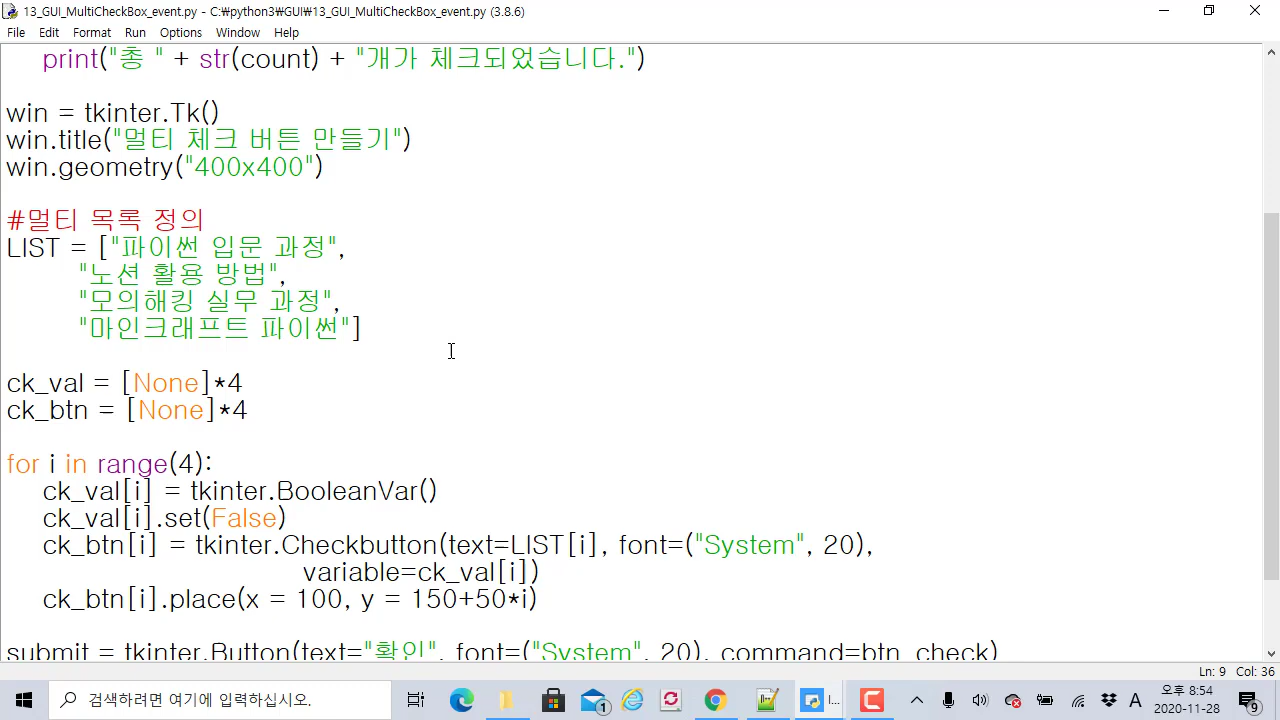 13_GUI_MultiCheckBox_event.py - C:₩python3₩GUI₩13_GUI_MultiCheckBox_event.py (3.8.6)
File Edit Format Run Options Window Help
print("총 " + str(count) + "개가 체크되었습니다.")
win = tkinter.Tk()
win.title("멀티 체크 버튼 만들기")
win.geometry("400x400")
#멀티 목록 정의
LIST = ["파이썬 입문 과정",
"노션 활용 방법",
"모의해킹 실무 과정",
"마인크래프트 파이썬"]
ck_val = [None]*4
ck_btn = [None]*4
for i in range(4):
ck_val[i] = tkinter.BooleanVar()
ck_val[i].set(False)
ck_btn[i] = tkinter.Checkbutton(text=LIST[i], font=("System", 20),
variable=ck_val[i])
ck_btn[i].place(x = 100, y = 150+50*i)
submit = tkinter.Button(text="확인", font=("System", 20), command=btn_check)
Ln: 9 Col: 36
검색하려면 여기에 입력하십시오.
1
I...
A
오후 8:54
2020-11-28
9